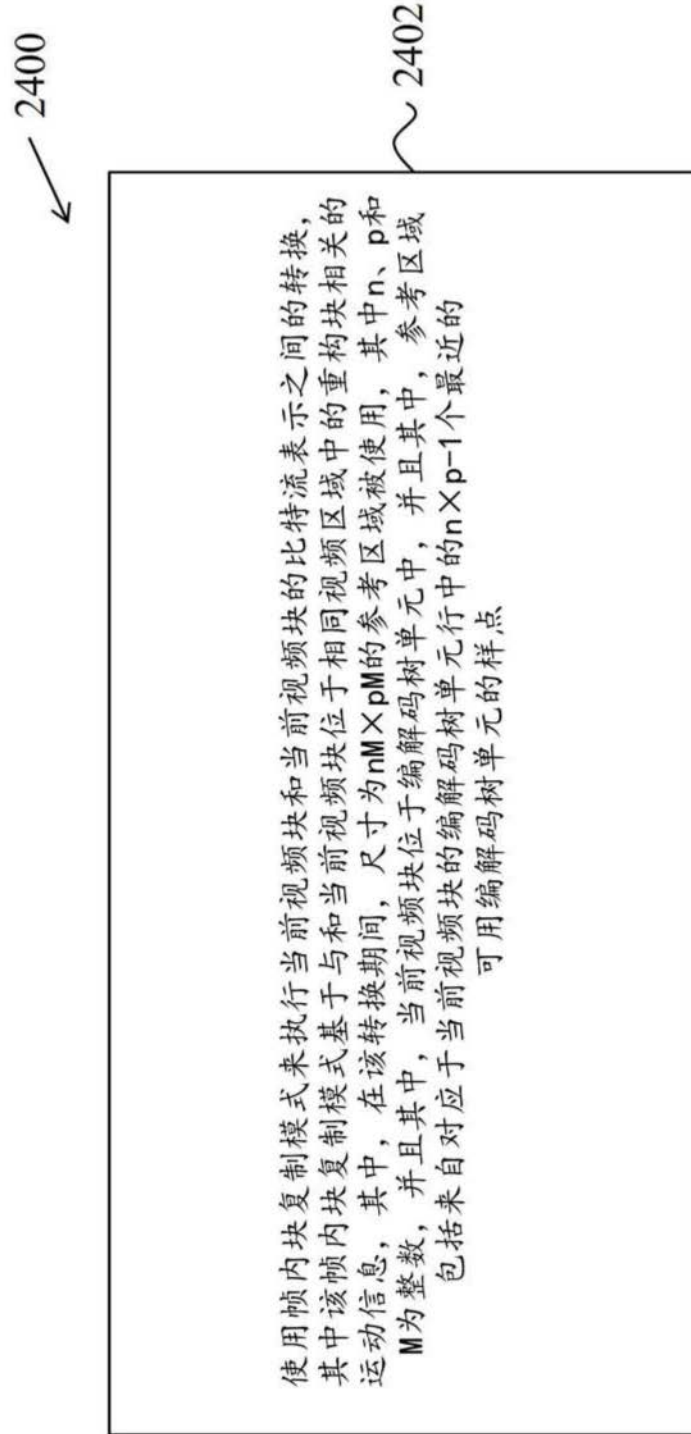 2400
使用帧内块复制模式来执行当前视频块和当前视频块的比特流表示之间的转换,
其中该帧内块复制模式基于与和当前视频块位于相同视频区域中的重构块相关的
运动信息, 其中, 在该转换期间, 尺寸为nM×pM的参考区域被使用, 其中n、p和
M为整数, 并且其中, 当前视频块位于编解码树单元中, 并且其中, 参考区域
包括来自对应于当前视频块的编解码树单元行中的n×p-1个最近的
可用编解码树单元的样点
2402